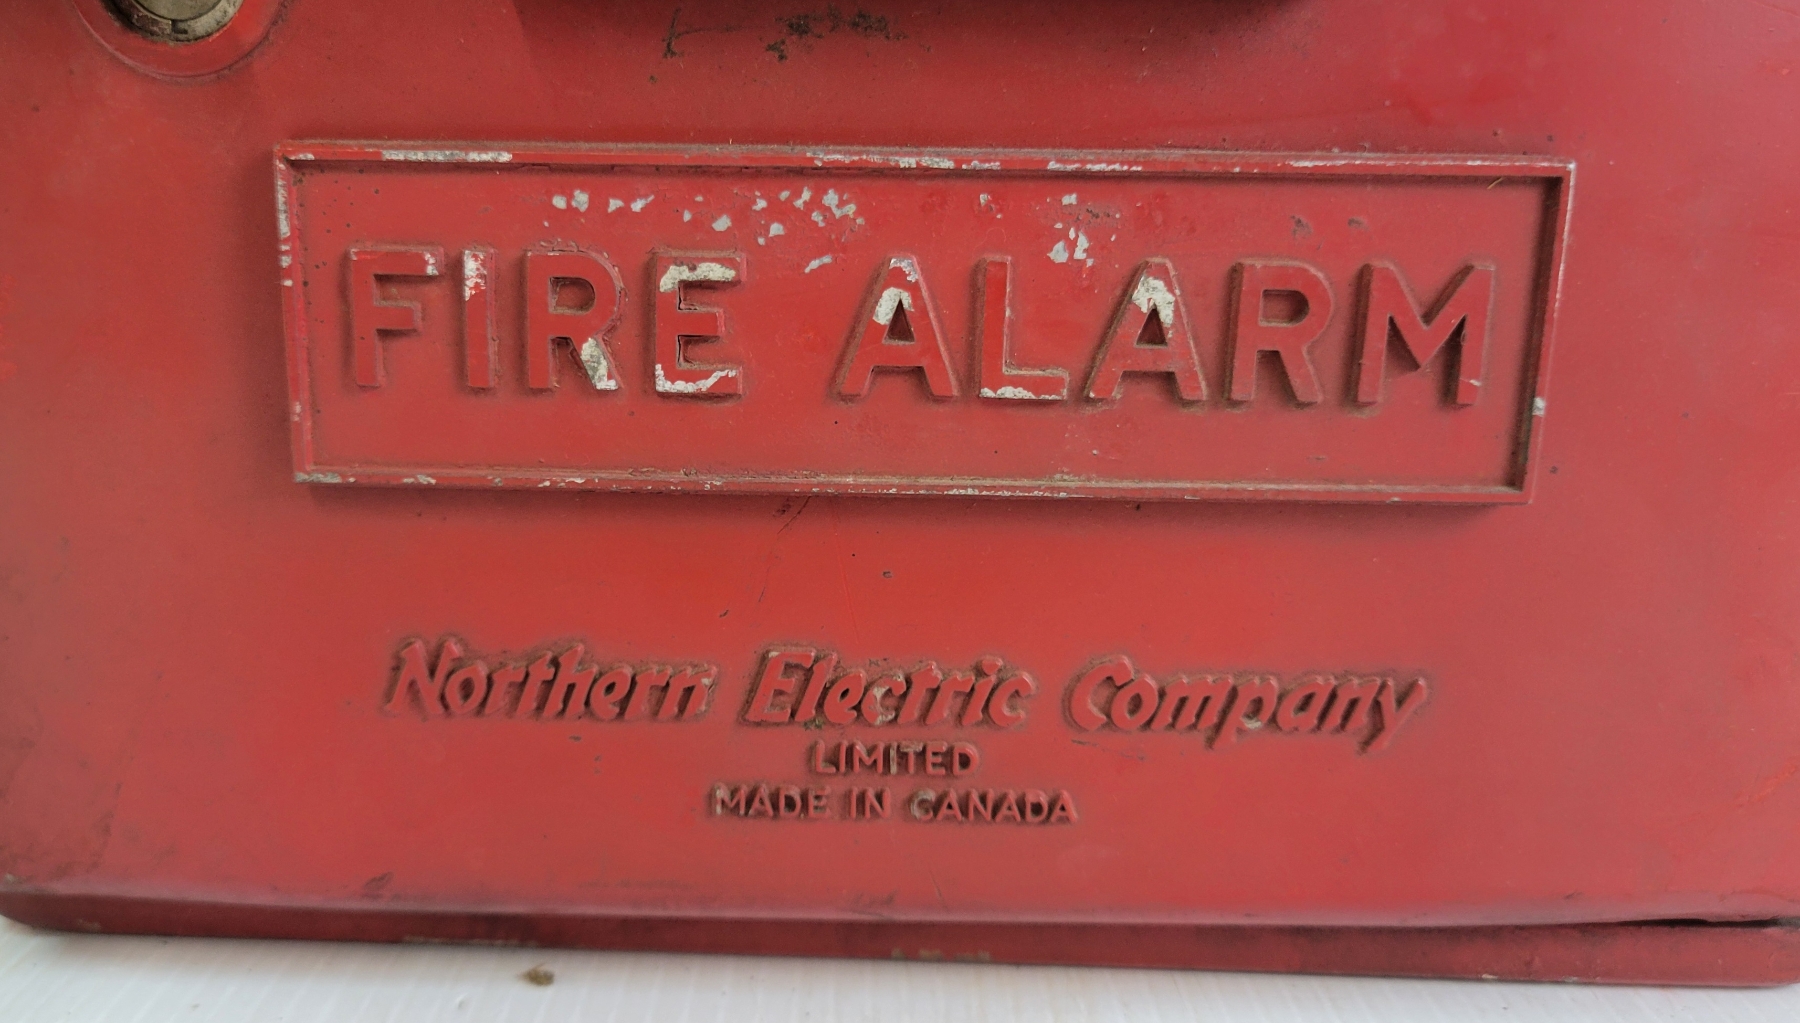 FIRE ALARM
Northern Electric Company
LIMITED
MADE IN CANADA